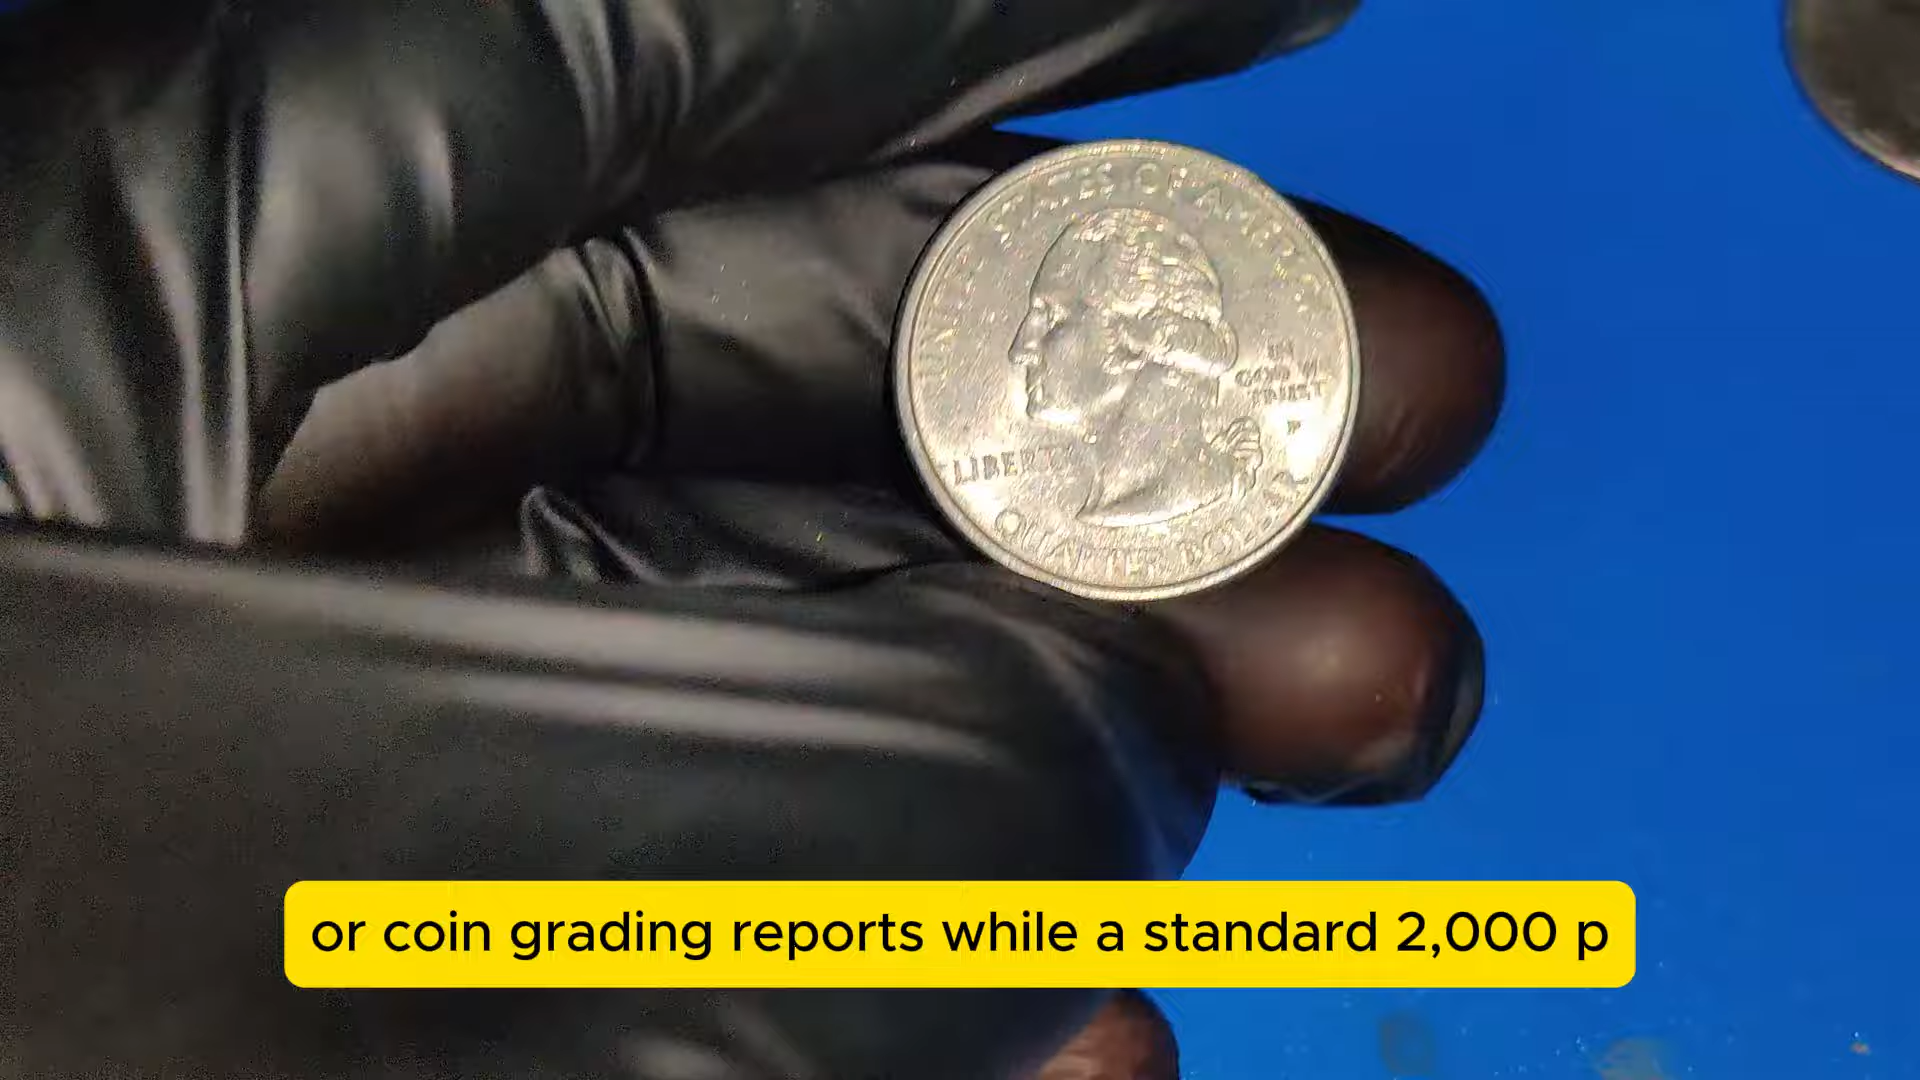 UNITED STATES OF AMERICA
IN
GOD WE
TRUST
P
LIBERTY
QUARTER DOLLAR
or coin grading reports while a standard 2,000 p